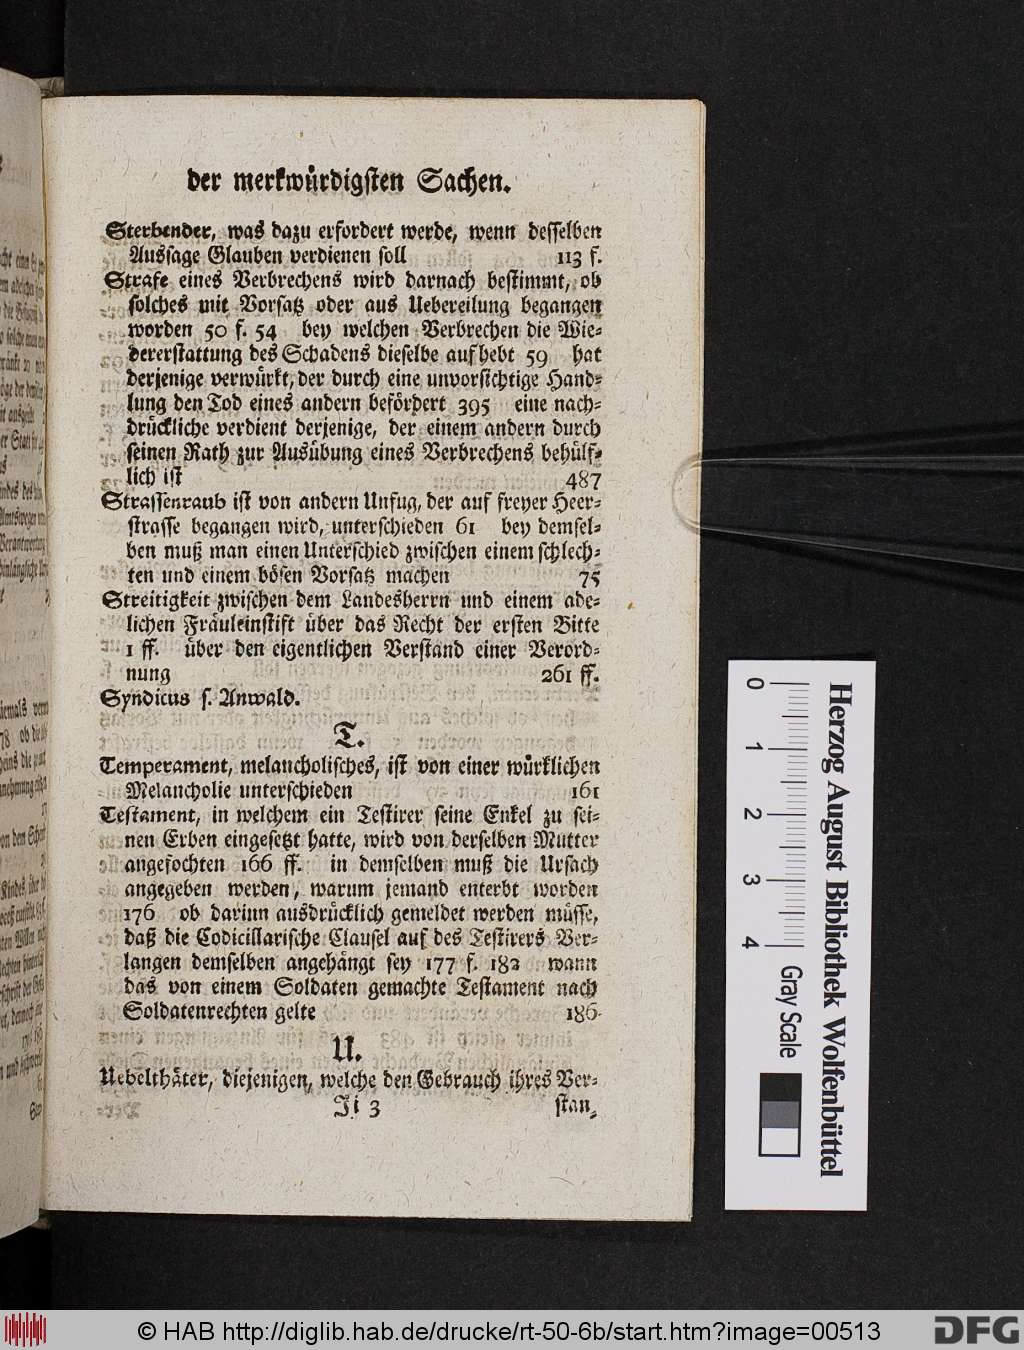 der merkwürdigsten Sachen.
Sterbender, was dazu erfordert werde, wenn desselben
Aussage Glauben verdienen soll 113 f.
Strafe eines Verbrechens wird darnach bestimmt, ob
solches mit Vorsatz oder aus Uebereilung begangen
worden 50 f. 54 bey welchen Verbrechen die Wie-
dererstattung des Schadens dieselbe aufhebt 59 hat
derjenige verwürkt, der durch eine unvorsichtige Hand-
lung den Tod eines andern befördert 395 eine nach-
drückliche verdient derjenige, der einem andern durch
seinen Rath zur Ausübung eines Verbrechens behülf-
lich ist 487
Strassenraub ist von andern Unfug, der auf freyer Heer-
strasse begangen wird, unterschieden 61 bey demsel-
ben muß man einen Unterschied zwischen einem schlech-
ten und einem bösen Vorsatz machen 75
Streitigkeit zwischen dem Landesherrn und einem ade-
lichen Fräuleinstift über das Recht der ersten Bitte
1 ff. über den eigentlichen Verstand einer Verord-
nung 261 ff.
Syndicus s. Anwald.
T.
Temperament, melancholisches, ist von einer würklichen
Melancholie unterschieden 161
Testament, in welchem ein Testirer seine Enkel zu sei-
nen Erben eingesetzt hatte, wird von derselben Mutter
angefochten 166 ff. in demselben muß die Ursach
angegeben werden, warum jemand enterbt worden
176 ob darinn ausdrücklich gemeldet werden müsse,
daß die Codicillarische Clausel auf des Testirers Ver-
langen demselben angehängt sey 177 f. 182 wann
das von einem Soldaten gemachte Testament nach
Soldatenrechten gelte 186
U.
Uebelthäter, diejenigen, welche den Gebrauch ihres Ver-
Ii 3 stan-
0 1 2 3 4
Gray Scale
Herzog August Bibliothek Wolfenbüttel
© HAB http://diglib.hab.de/drucke/rt-50-6b/start.htm?image=00513
DFG